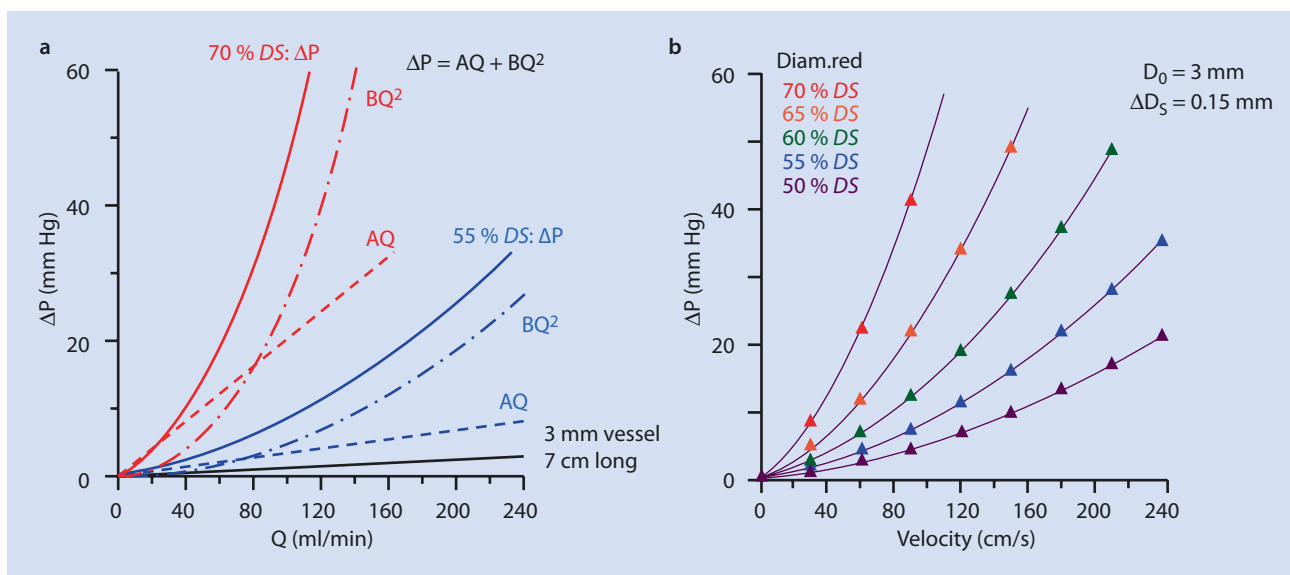 a
70 % DS: ΔP
ΔP = AQ + BQ²
60
BQ²
40
AQ
55 % DS: ΔP
ΔP (mm Hg)
20
BQ²
AQ
3 mm vessel
7 cm long
0
0 40 80 120 160 200 240
Q (ml/min)
b
Diam.red
70 % DS
65 % DS
60 % DS
55 % DS
50 % DS
D₀ = 3 mm
ΔDₛ = 0.15 mm
60
40
ΔP (mm Hg)
20
0
0 40 80 120 160 200 240
Velocity (cm/s)